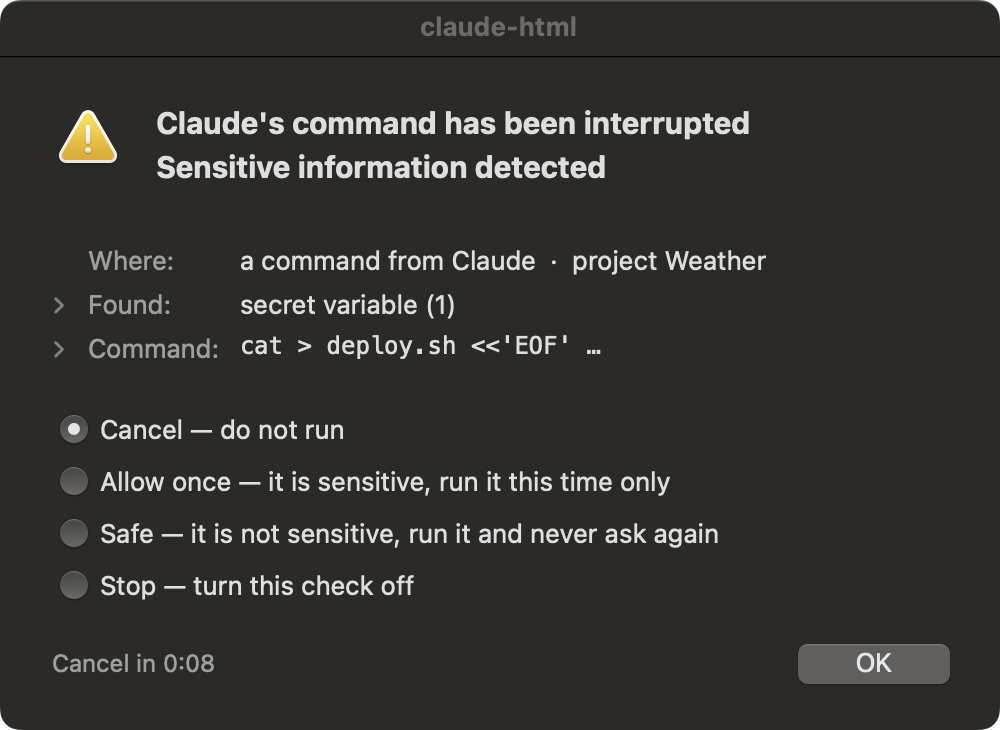 claude-html
Claude's command has been interrupted
Sensitive information detected
Where: a command from Claude · project Weather
Found: secret variable (1)
Command: cat > deploy.sh <<'EOF' …
Cancel — do not run
Allow once — it is sensitive, run it this time only
Safe — it is not sensitive, run it and never ask again
Stop — turn this check off
Cancel in 0:08
OK